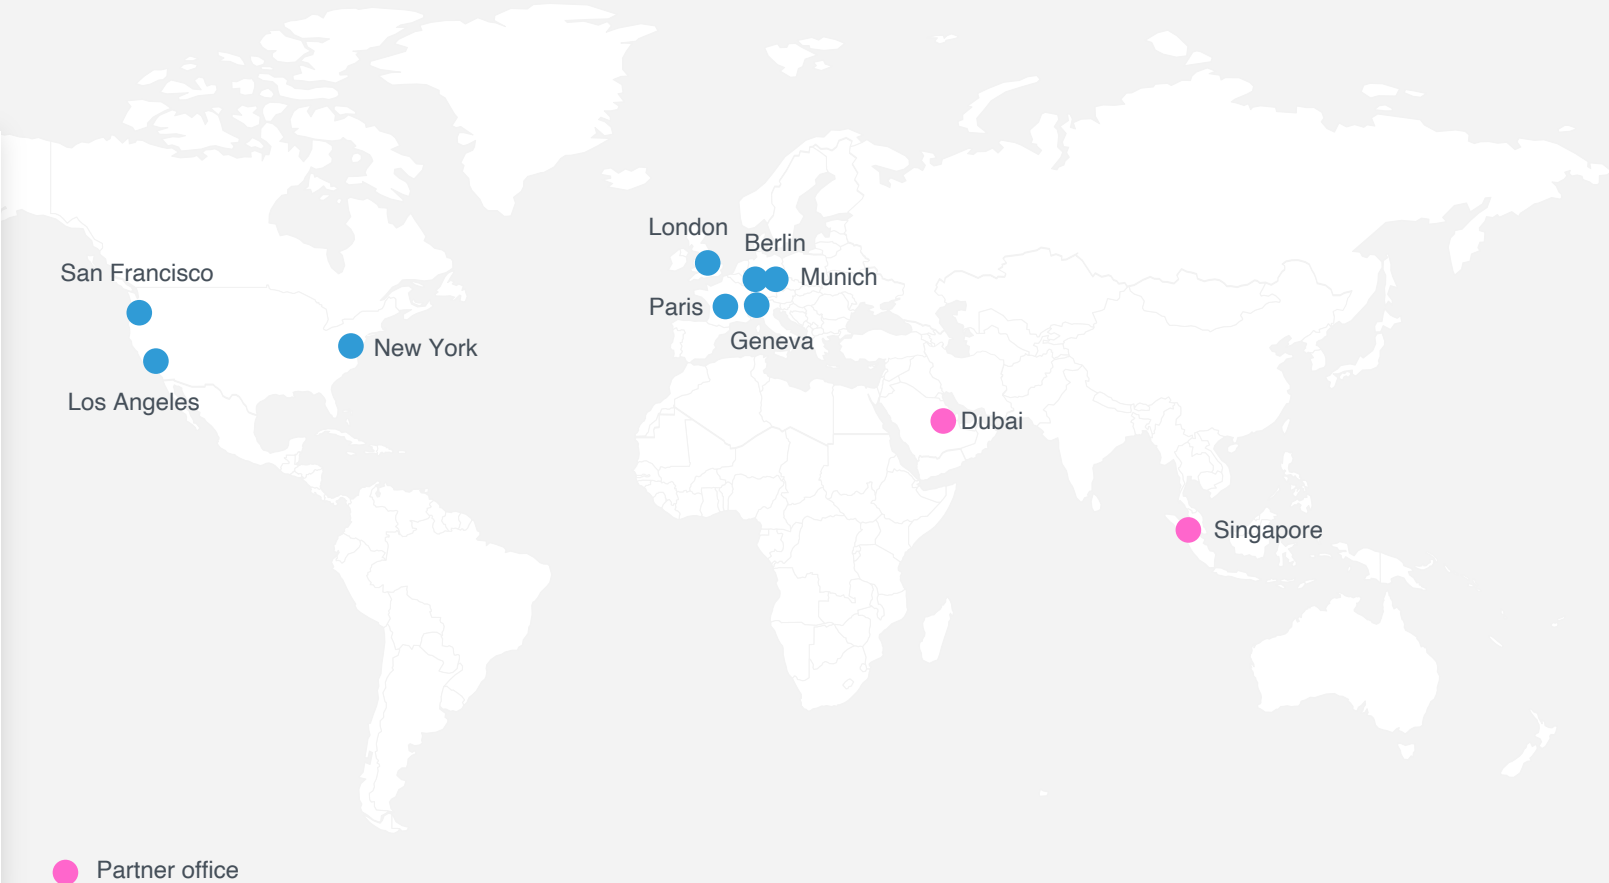 London
Berlin
San Francisco
Munich
Paris
Geneva
New York
Los Angeles
Dubai
Singapore
Partner office